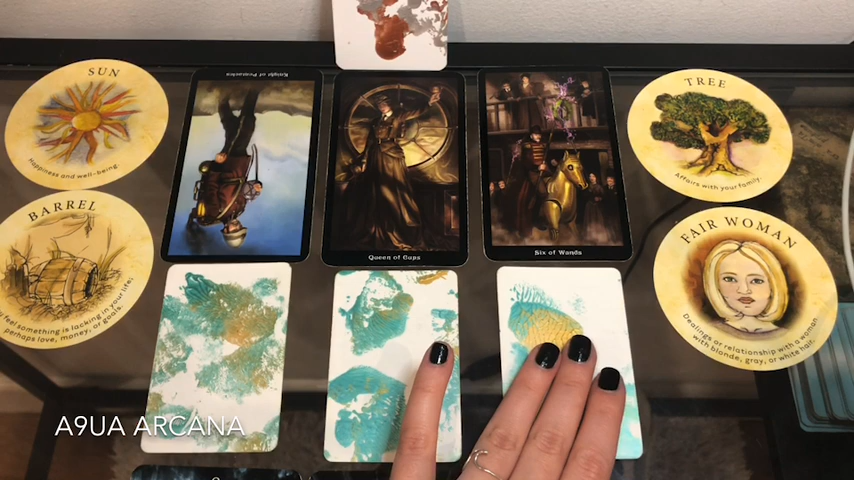 SUN
Happiness and well-being.
Knight of Pentacles
Queen of Cups
Six of Wands
TREE
Affairs with your family.
BARREL
feel something is lacking in your life;
perhaps love, money, or goals.
FAIR WOMAN
Dealings or relationship with a woman
with blonde, gray, or white hair.
A9UA ARCANA